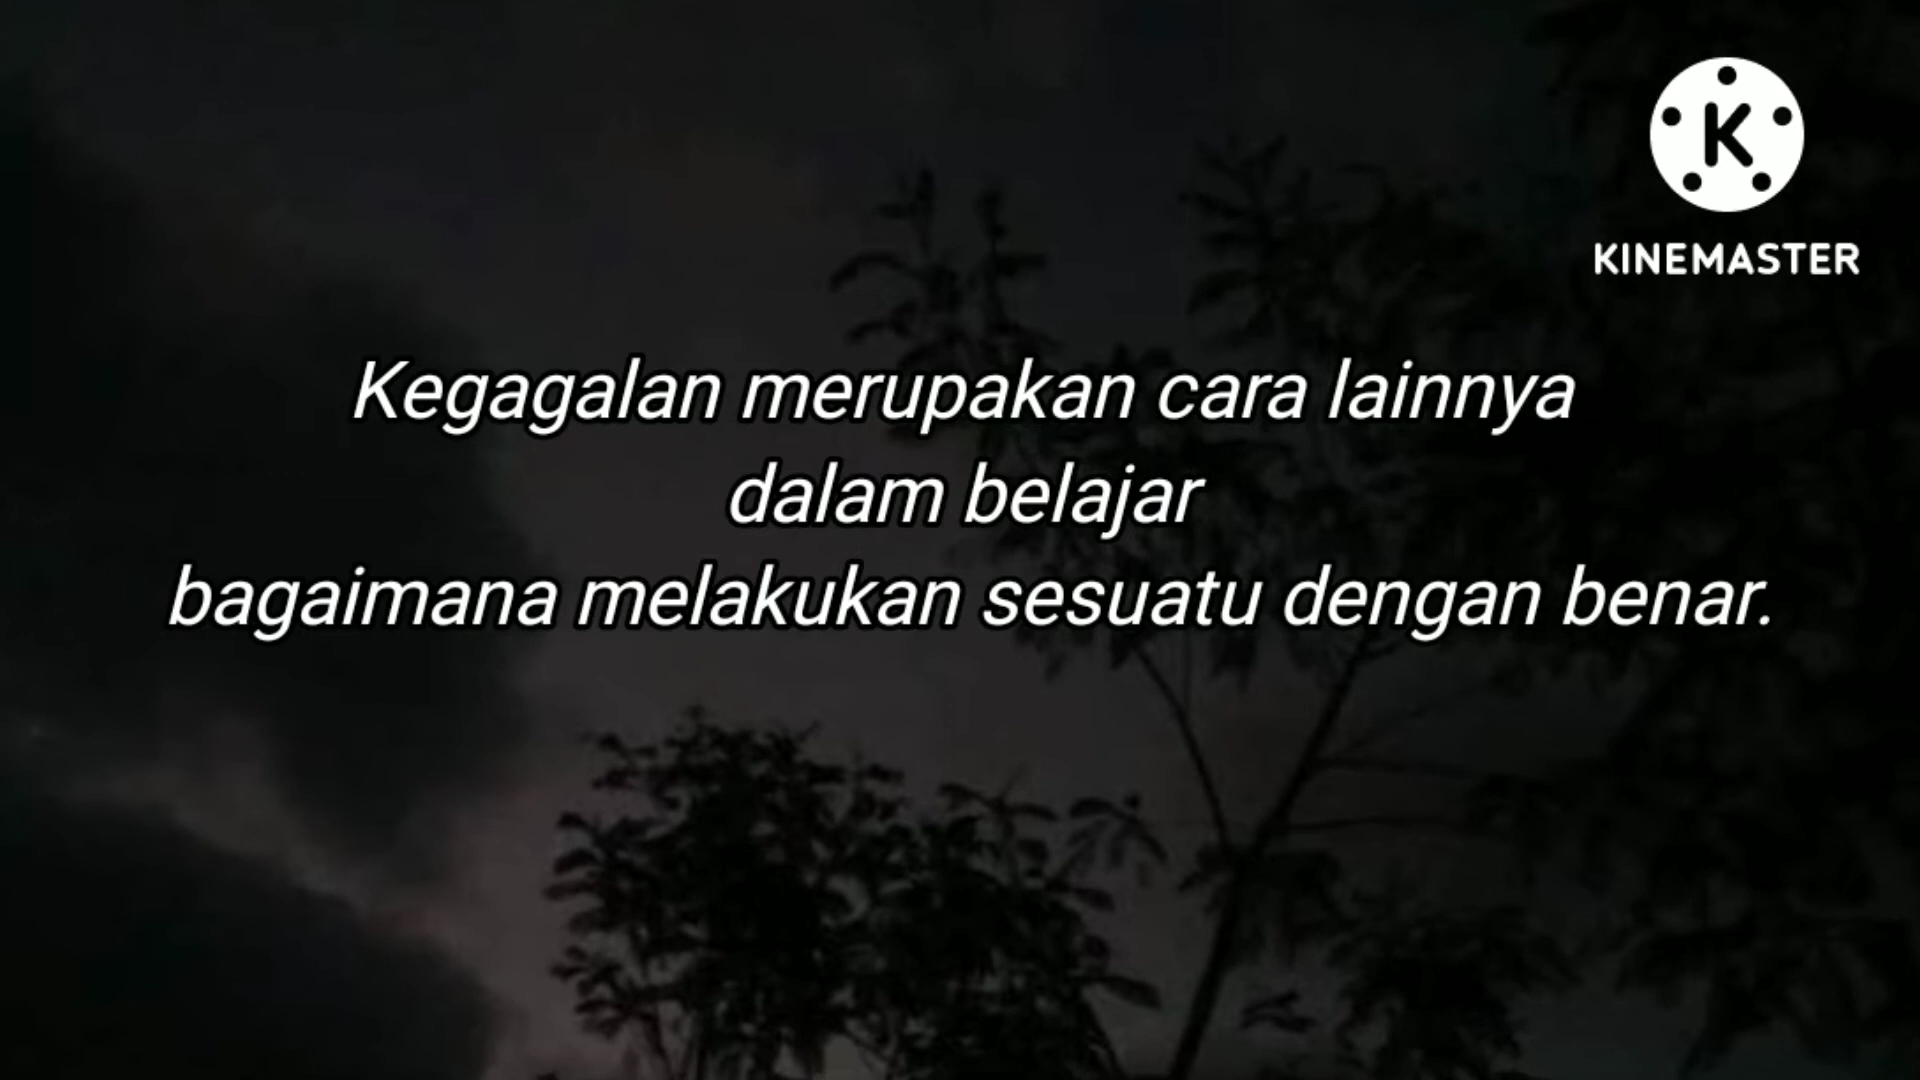 K
KINEMASTER
Kegagalan merupakan cara lainnya
dalam belajar
bagaimana melakukan sesuatu dengan benar.